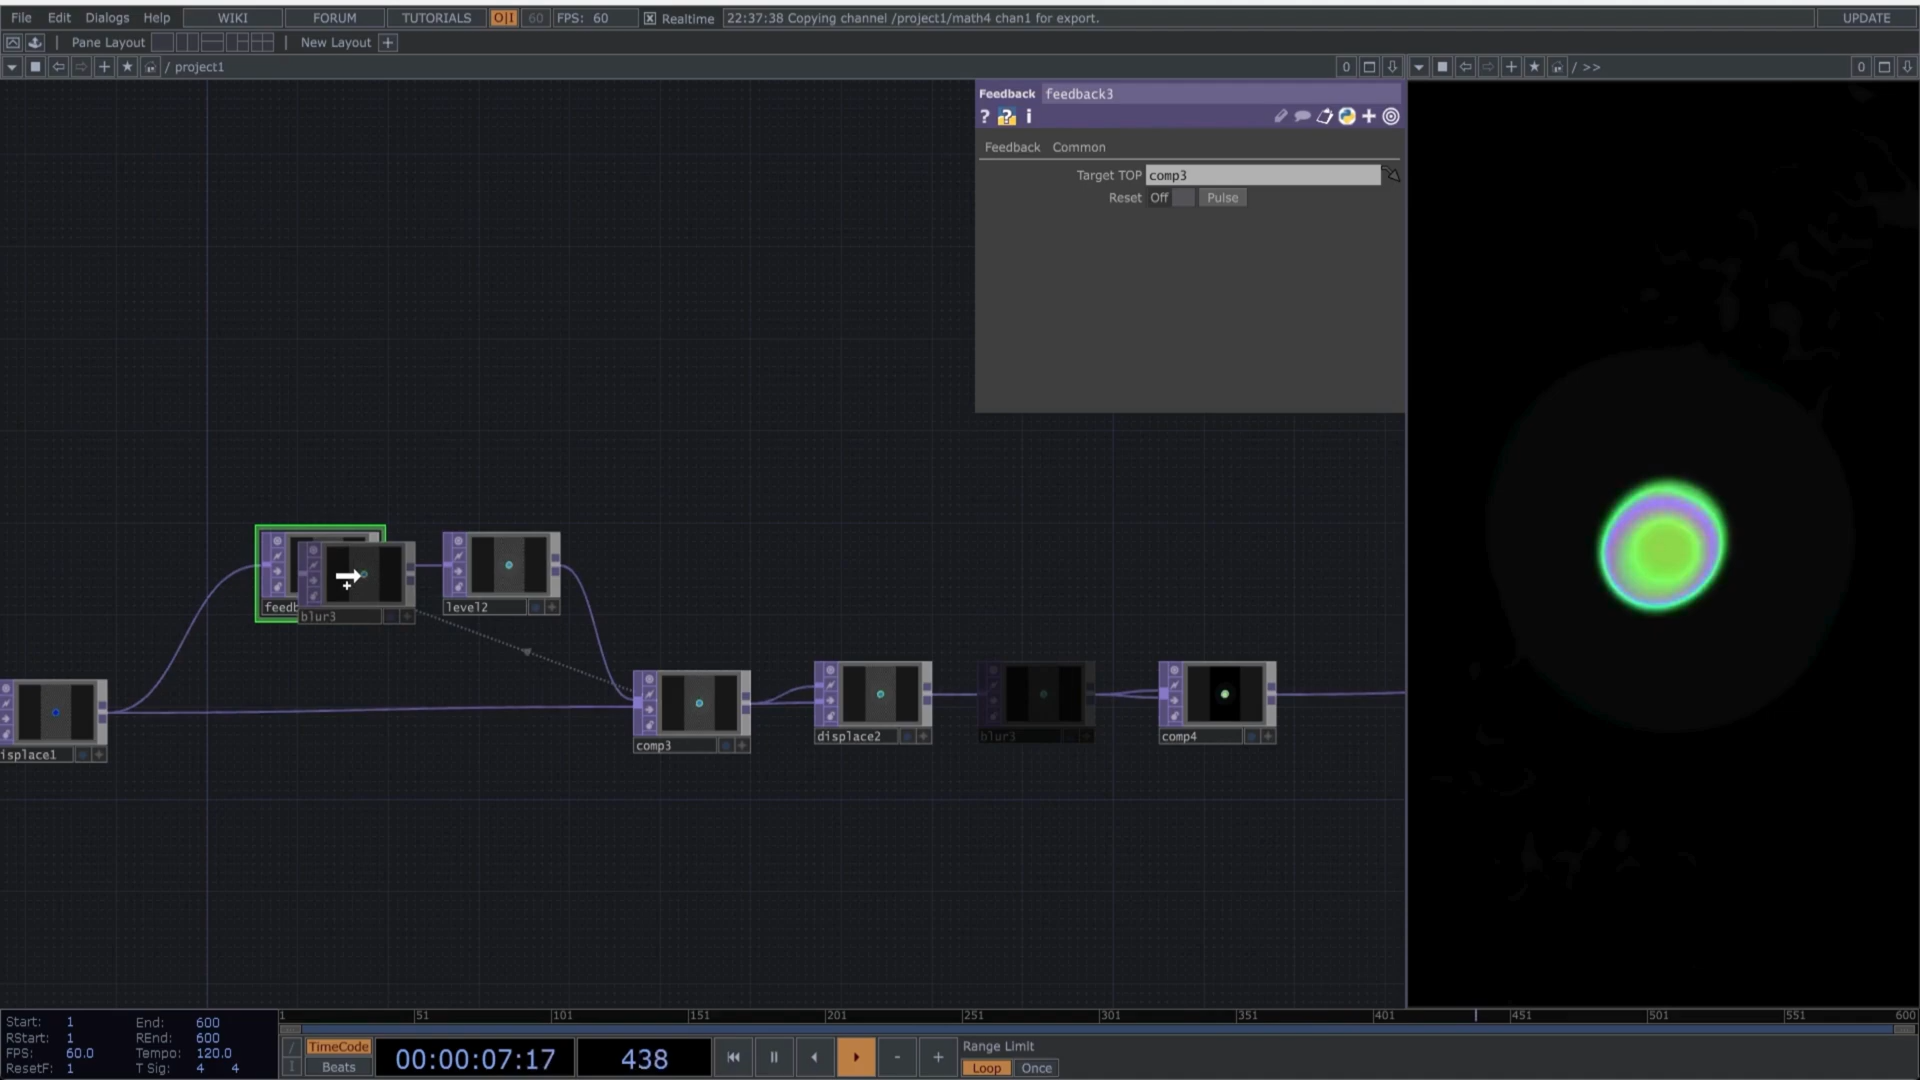 File Edit Dialogs Help WIKI FORUM TUTORIALS O|I 60 FPS: 60 Realtime 22:37:38 Copying channel /project1/math4 chan1 for export. UPDATE
Pane Layout New Layout +
/ project1 0 / >> 0
Feedback feedback3
? ? i
Feedback Common
Target TOP comp3
Reset Off Pulse
feedb
blur3
level2
isplace1
comp3
displace2
blur3
comp4
1 51 101 151 201 251 301 351 401 451 501 551 600
Start: 1 End: 600
RStart: 1 REnd: 600
FPS: 60.0 Tempo: 120.0
ResetF: 1 T Sig: 4 4
TimeCode
Beats
00:00:07:17 438
- +
Range Limit
Loop Once